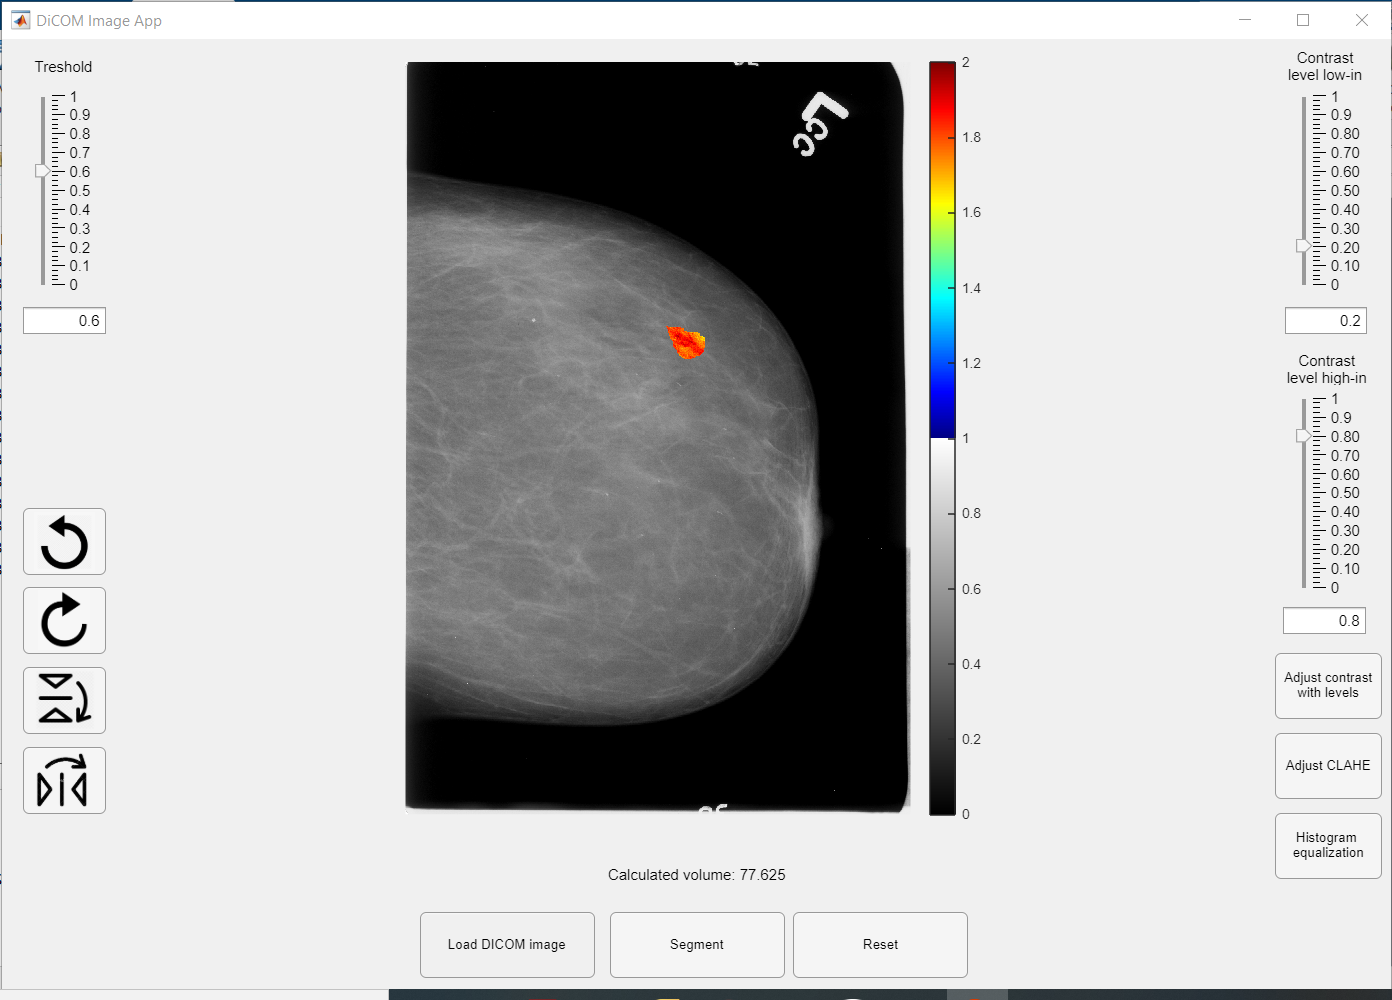 DiCOM Image App
Treshold
1
0.9
0.8
0.7
0.6
0.5
0.4
0.3
0.2
0.1
0
0.6
L
CC
2
1.8
1.6
1.4
1.2
1
0.8
0.6
0.4
0.2
0
Contrast
level low-in
1
0.9
0.80
0.70
0.60
0.50
0.40
0.30
0.20
0.10
0
0.2
Contrast
level high-in
1
0.9
0.80
0.70
0.60
0.50
0.40
0.30
0.20
0.10
0
0.8
Adjust contrast
with levels
Adjust CLAHE
Histogram
equalization
Calculated volume: 77.625
Load DICOM image
Segment
Reset